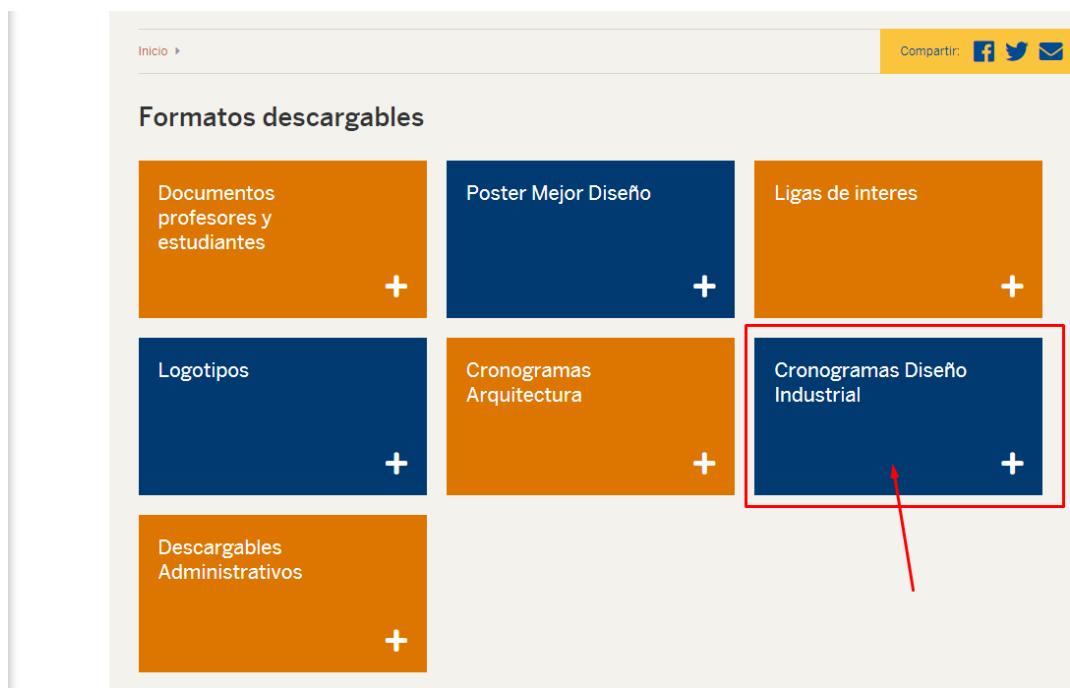 Inicio
Compartir:
Formatos descargables
Documentos
profesores y
estudiantes
Poster Mejor Diseño
Ligas de interes
Logotipos
Cronogramas
Arquitectura
Cronogramas Diseño
Industrial
Descargables
Administrativos